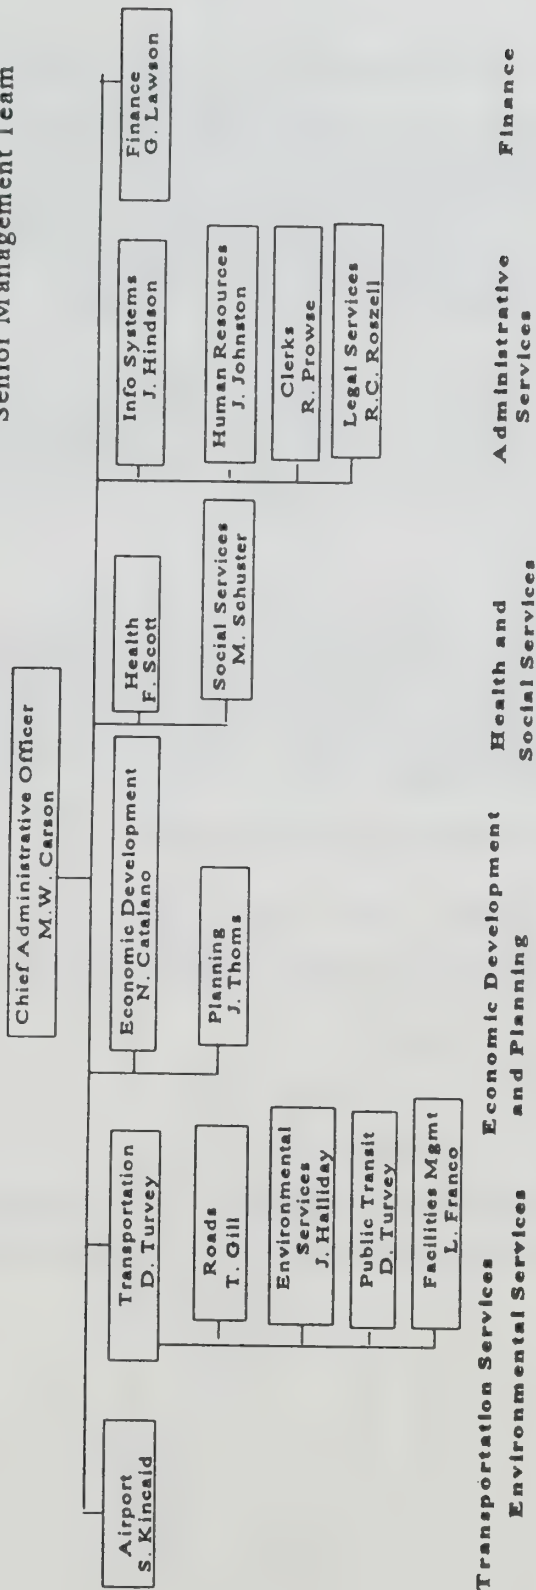 Senior Management Team
Chief Administrative Officer
M.W. Carson
Airport
S. Kincaid
Transportation
D. Turvey
Roads
T. Gill
Environmental
Services
J. Halliday
Public Transit
D. Turvey
Facilities Mgmt
L. Franco
Economic Development
N. Catalano
Planning
J. Thoms
Health
F. Scott
Social Services
M. Schuster
Info Systems
J. Hindson
Human Resources
J. Johnston
Clerks
R. Prowse
Legal Services
R.C. Roszell
Finance
G. Lawson
Transportation Services
Environmental Services
Economic Development
and Planning
Health and
Social Services
Administrative
Services
Finance